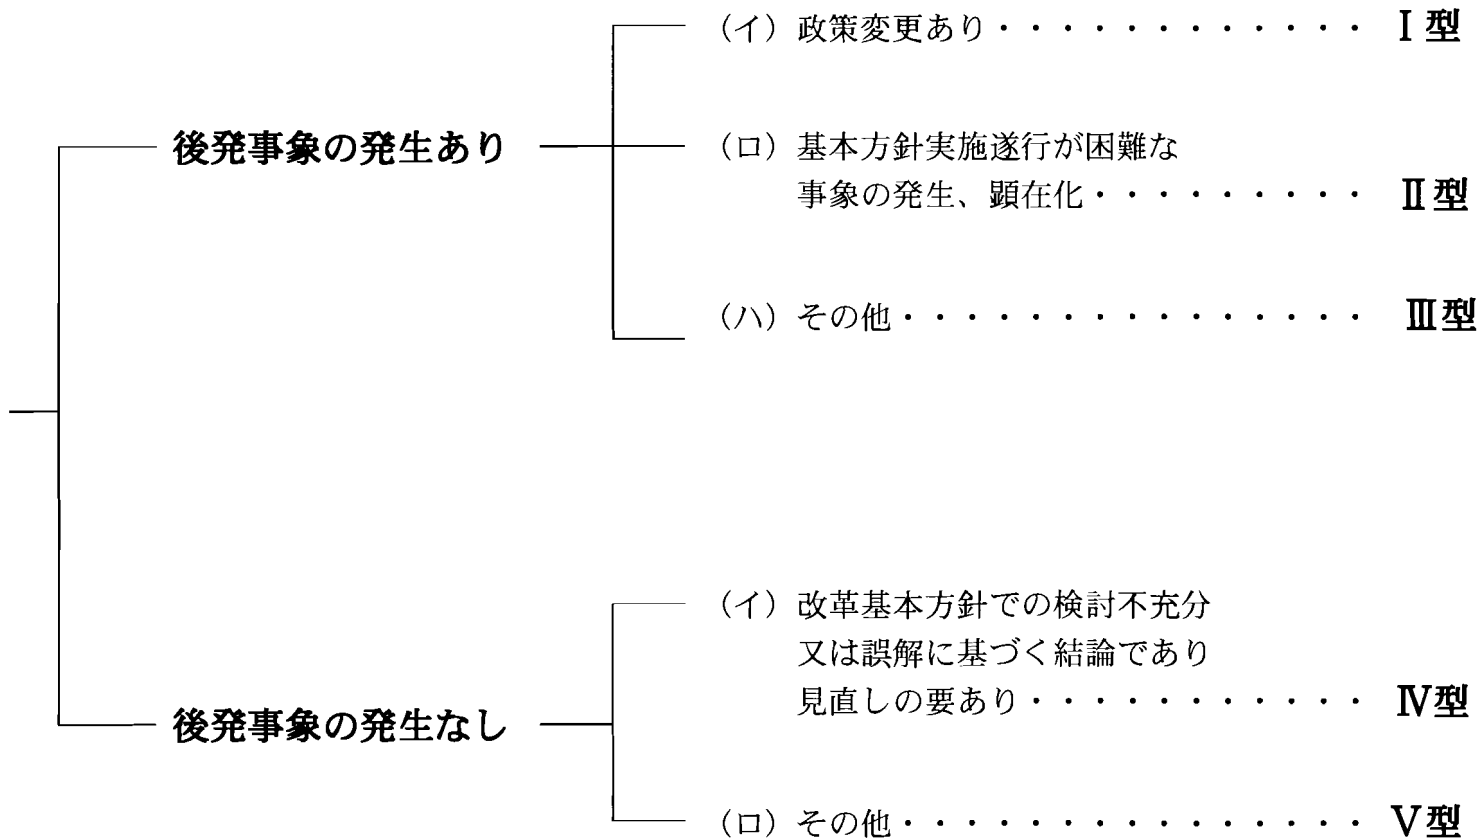 (イ) 政策変更あり・・・・・・・・・・・・ Ⅰ型
後発事象の発生あり
(ロ) 基本方針実施遂行が困難な
事象の発生、顕在化・・・・・・・・・ Ⅱ型
(ハ) その他・・・・・・・・・・・・・・・ Ⅲ型
(イ) 改革基本方針での検討不充分
又は誤解に基づく結論であり
見直しの要あり・・・・・・・・・・・ Ⅳ型
後発事象の発生なし
(ロ) その他・・・・・・・・・・・・・・・ Ⅴ型